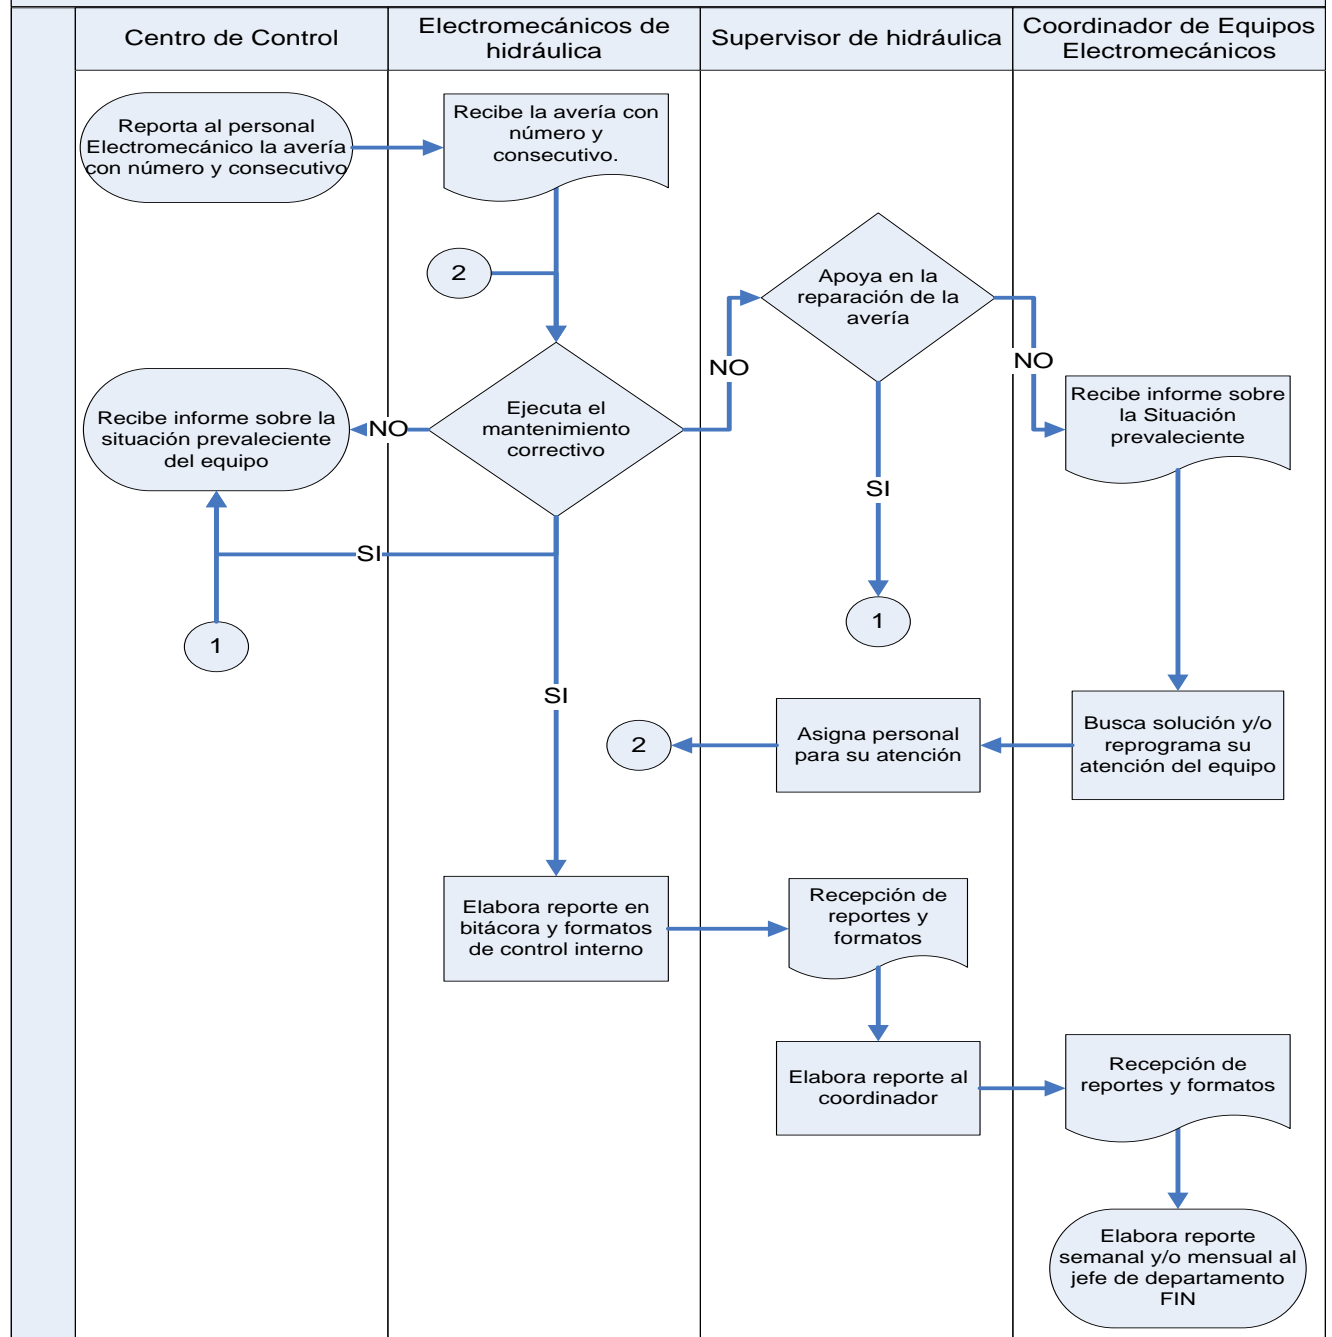 Centro de Control
Electromecánicos de
hidráulica
Supervisor de hidráulica
Coordinador de Equipos
Electromecánicos
Reporta al personal
Electromecánico la avería
con número y consecutivo
Recibe la avería con
número y
consecutivo.
2
Apoya en la
reparación de la
avería
NO
NO
Recibe informe sobre
la Situación
prevaleciente
Recibe informe sobre la
situación prevaleciente
del equipo
NO
Ejecuta el
mantenimiento
correctivo
SI
SI
1
1
SI
2
Asigna personal
para su atención
Busca solución y/o
reprograma su
atención del equipo
Elabora reporte en
bitácora y formatos
de control interno
Recepción de
reportes y
formatos
Elabora reporte al
coordinador
Recepción de
reportes y formatos
Elabora reporte
semanal y/o mensual al
jefe de departamento
FIN